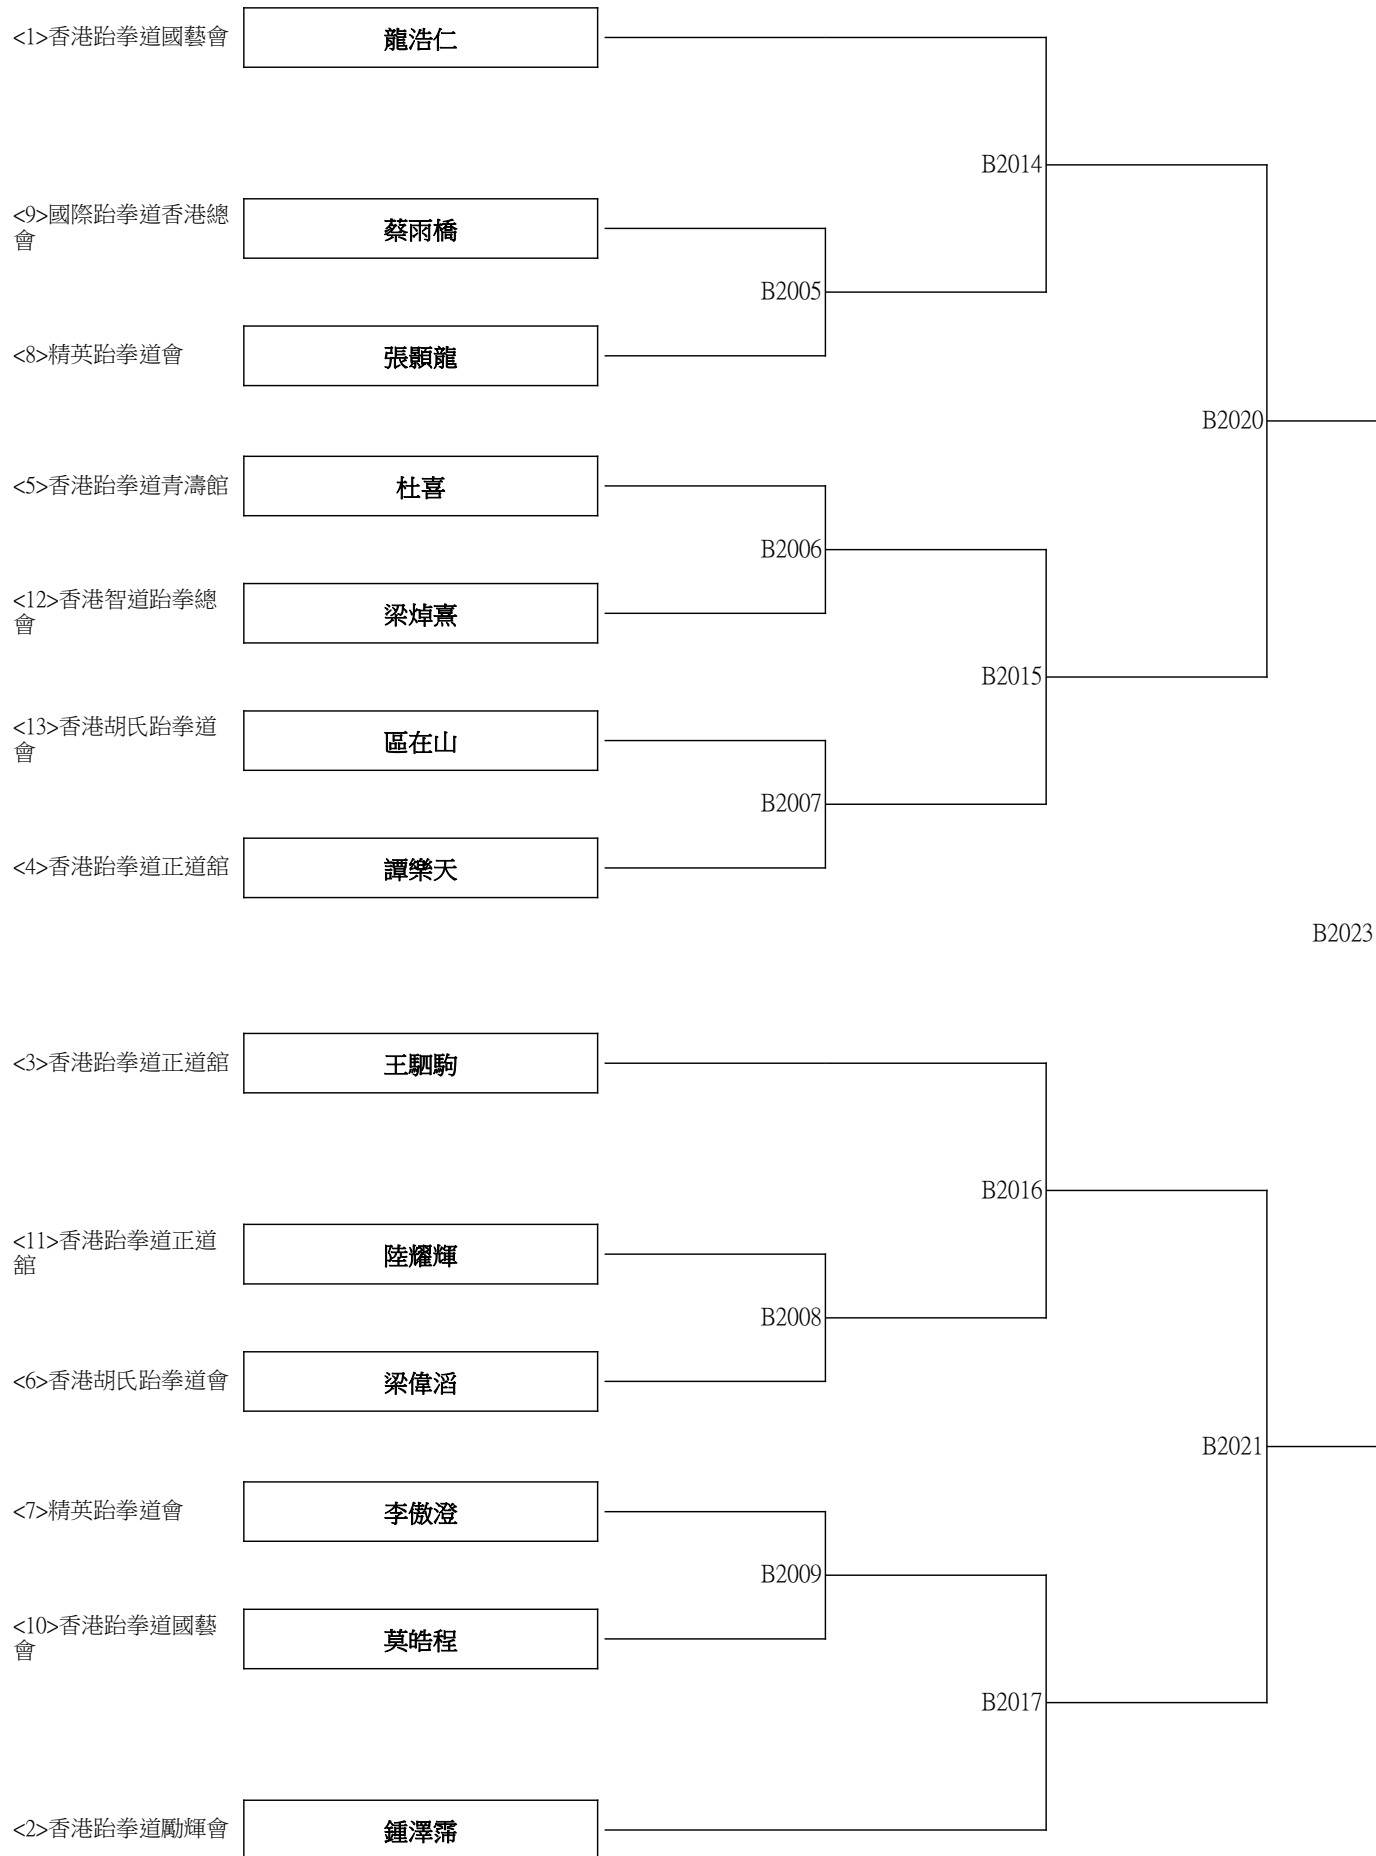 <1>香港跆拳道國藝會
龍浩仁
B2014
<9>國際跆拳道香港總
會
蔡雨橋
B2005
<8>精英跆拳道會
張顥龍
B2020
<5>香港跆拳道青濤館
杜喜
B2006
<12>香港智道跆拳總
會
梁焯熹
B2015
<13>香港胡氏跆拳道
會
區在山
B2007
<4>香港跆拳道正道舘
譚樂天
B2023
<3>香港跆拳道正道舘
王駟駒
B2016
<11>香港跆拳道正道
舘
陸耀輝
B2008
<6>香港胡氏跆拳道會
梁偉滔
B2021
<7>精英跆拳道會
李傲澄
B2009
<10>香港跆拳道國藝
會
莫皓程
B2017
<2>香港跆拳道勵輝會
鍾澤霈